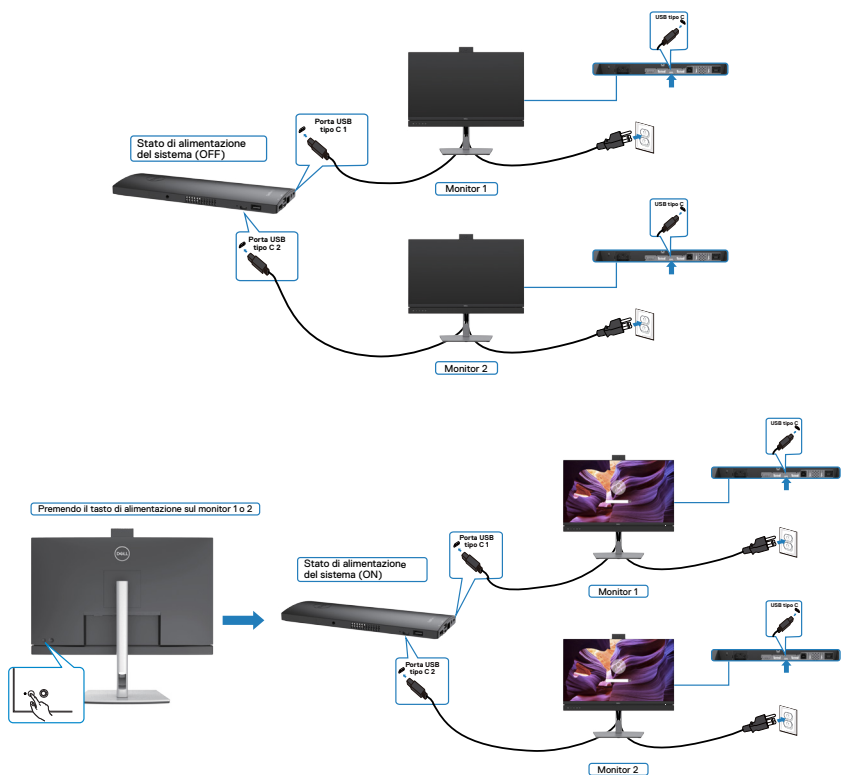 USB tipo C
Porta USB
tipo C 1
Stato di alimentazione
del sistema (OFF)
Monitor 1
USB tipo C
Porta USB
tipo C 2
Monitor 2
USB tipo C
Premendo il tasto di alimentazione sul monitor 1 o 2
Porta USB
tipo C 1
DELL
Stato di alimentazione
del sistema (ON)
Monitor 1
USB tipo C
Porta USB
tipo C 2
Monitor 2